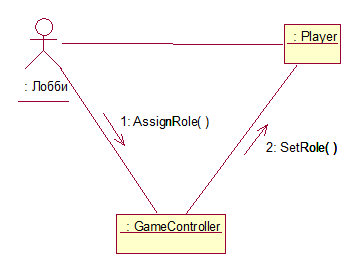 : Player
: Лобби
1: AssignRole( )
2: SetRole( )
: GameController